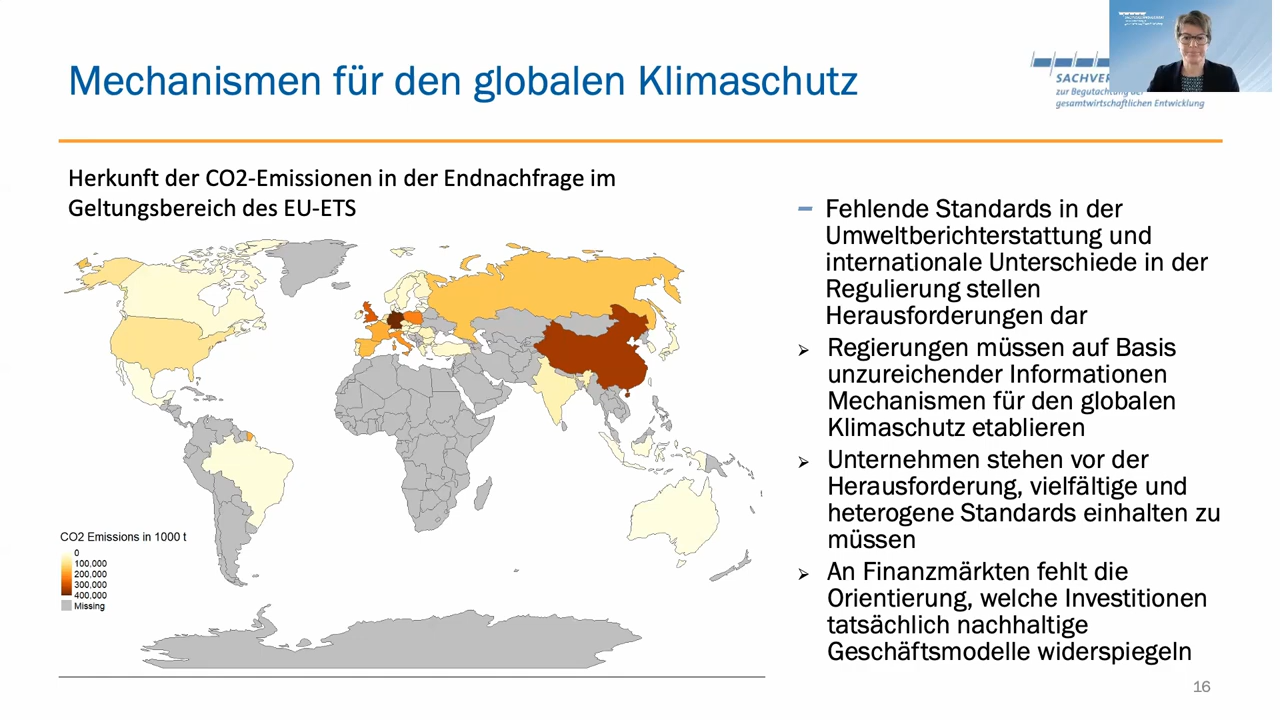 Mechanismen für den globalen Klimaschutz
zur Begutachtung der
gesamtwirtschaftlichen Entwicklung
Herkunft der CO2-Emissionen in der Endnachfrage im
Geltungsbereich des EU-ETS
CO2 Emissions in 1000 t
0
100.000
200.000
300.000
400.000
Missing
Fehlende Standards in der
Umweltberichterstattung und
internationale Unterschiede in der
Regulierung stellen
Herausforderungen dar
Regierungen müssen auf Basis
unzureichender Informationen
Mechanismen für den globalen
Klimaschutz etablieren
Unternehmen stehen vor der
Herausforderung, vielfältige und
heterogene Standards einhalten zu
müssen
An Finanzmärkten fehlt die
Orientierung, welche Investitionen
tatsächlich nachhaltige
Geschäftsmodelle widerspiegeln
16